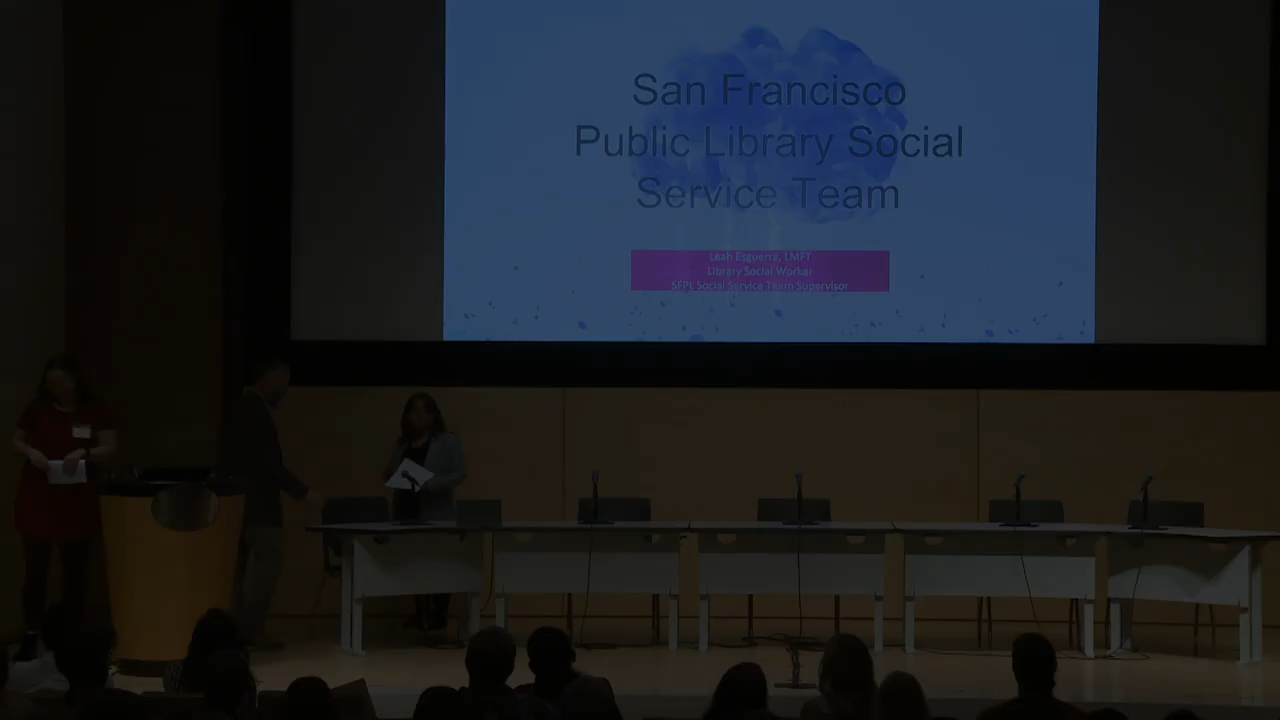 San Francisco
Public Library Social
Service Team
Leah Esguerra, LMFT
Library Social Worker
SFPL Social Service Team Supervisor